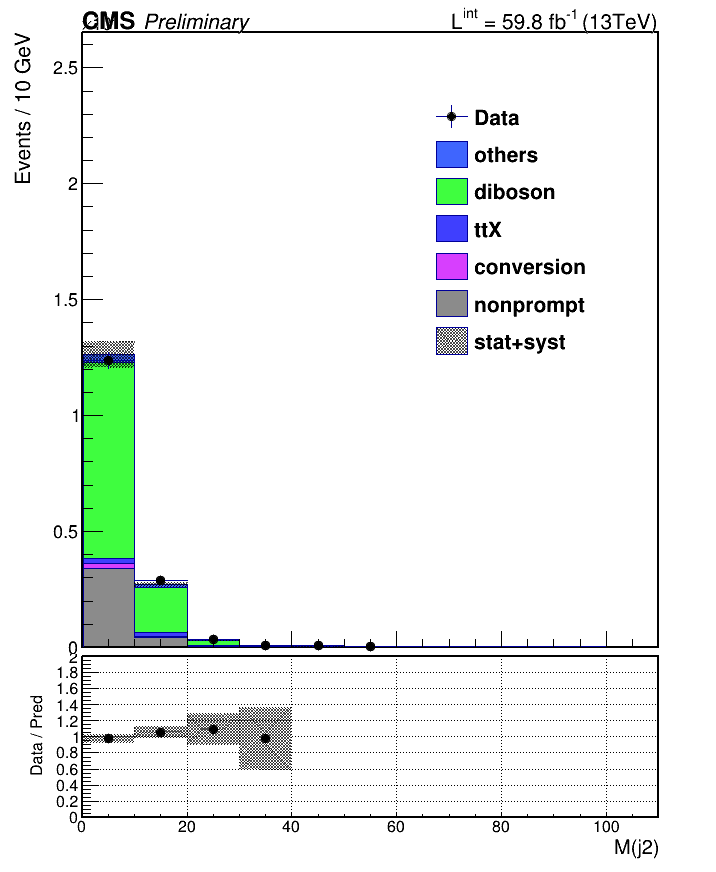 CMS Preliminary
L^int = 59.8 fb^-1 (13TeV)
Events / 10 GeV
2.5
2
1.5
1
0.5
0
Data
others
diboson
ttX
conversion
nonprompt
stat+syst
Data / Pred
2
1.8
1.6
1.4
1.2
1
0.8
0.6
0.4
0.2
0
0 20 40 60 80 100
M(j2)